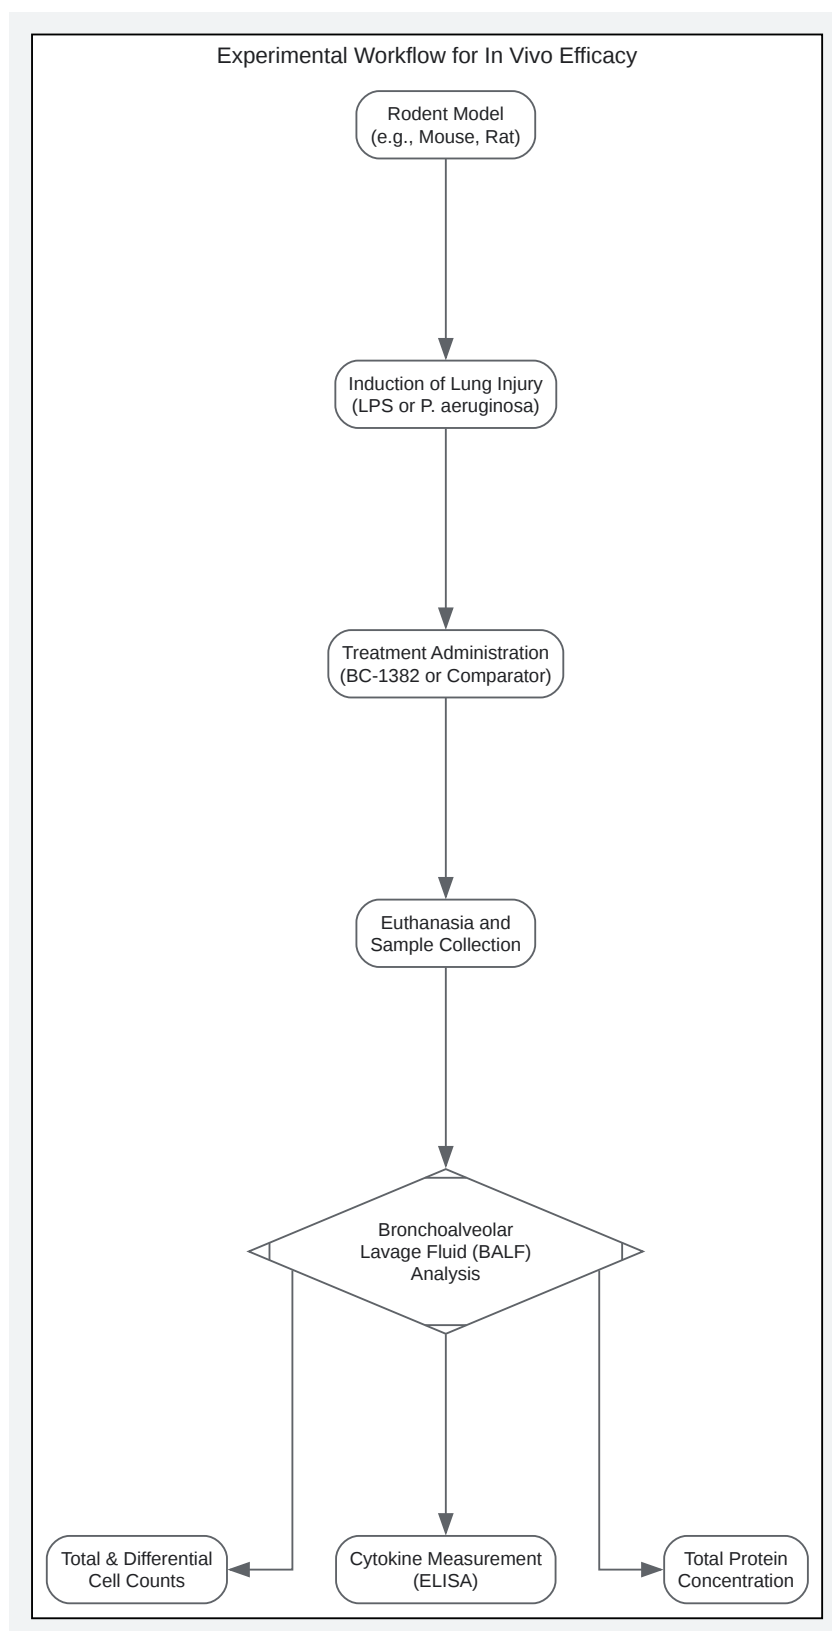 Experimental Workflow for In Vivo Efficacy
Rodent Model
(e.g., Mouse, Rat)
Induction of Lung Injury
(LPS or P. aeruginosa)
Treatment Administration
(BC-1382 or Comparator)
Euthanasia and
Sample Collection
Bronchoalveolar
Lavage Fluid (BALF)
Analysis
Total & Differential
Cell Counts
Cytokine Measurement
(ELISA)
Total Protein
Concentration